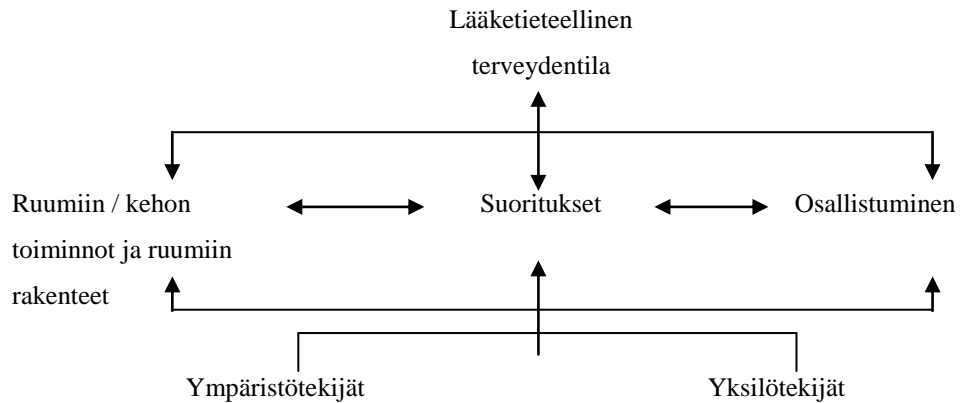 Lääketieteellinen
terveydentila
Ruumiin / kehon
toiminnot ja ruumiin
rakenteet
Suoritukset
Osallistuminen
Ympäristötekijät
Yksilötekijät